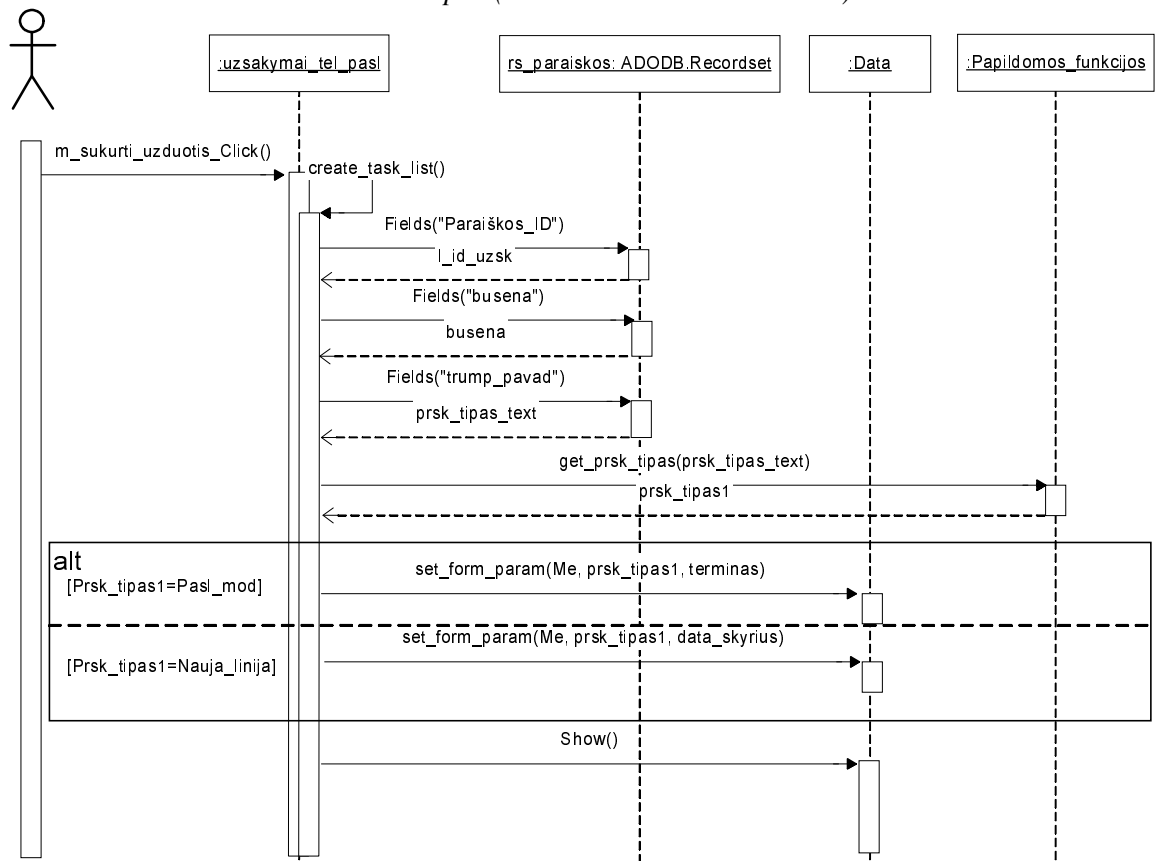 :uzsakymai_tel_pasl
rs_paraiskos: ADODB.Recordset
:Data
:Papildomos_funkcijos
m_sukurti_uzduotis_Click()
create_task_list()
Fields("Paraiškos_ID")
l_id_uzsk
Fields("busena")
busena
Fields("trump_pavad")
prsk_tipas_text
get_prsk_tipas(prsk_tipas_text)
prsk_tipas1
alt
[Prsk_tipas1=Pasl_mod]
set_form_param(Me, prsk_tipas1, terminas)
set_form_param(Me, prsk_tipas1, data_skyrius)
[Prsk_tipas1=Nauja_linija]
Show()